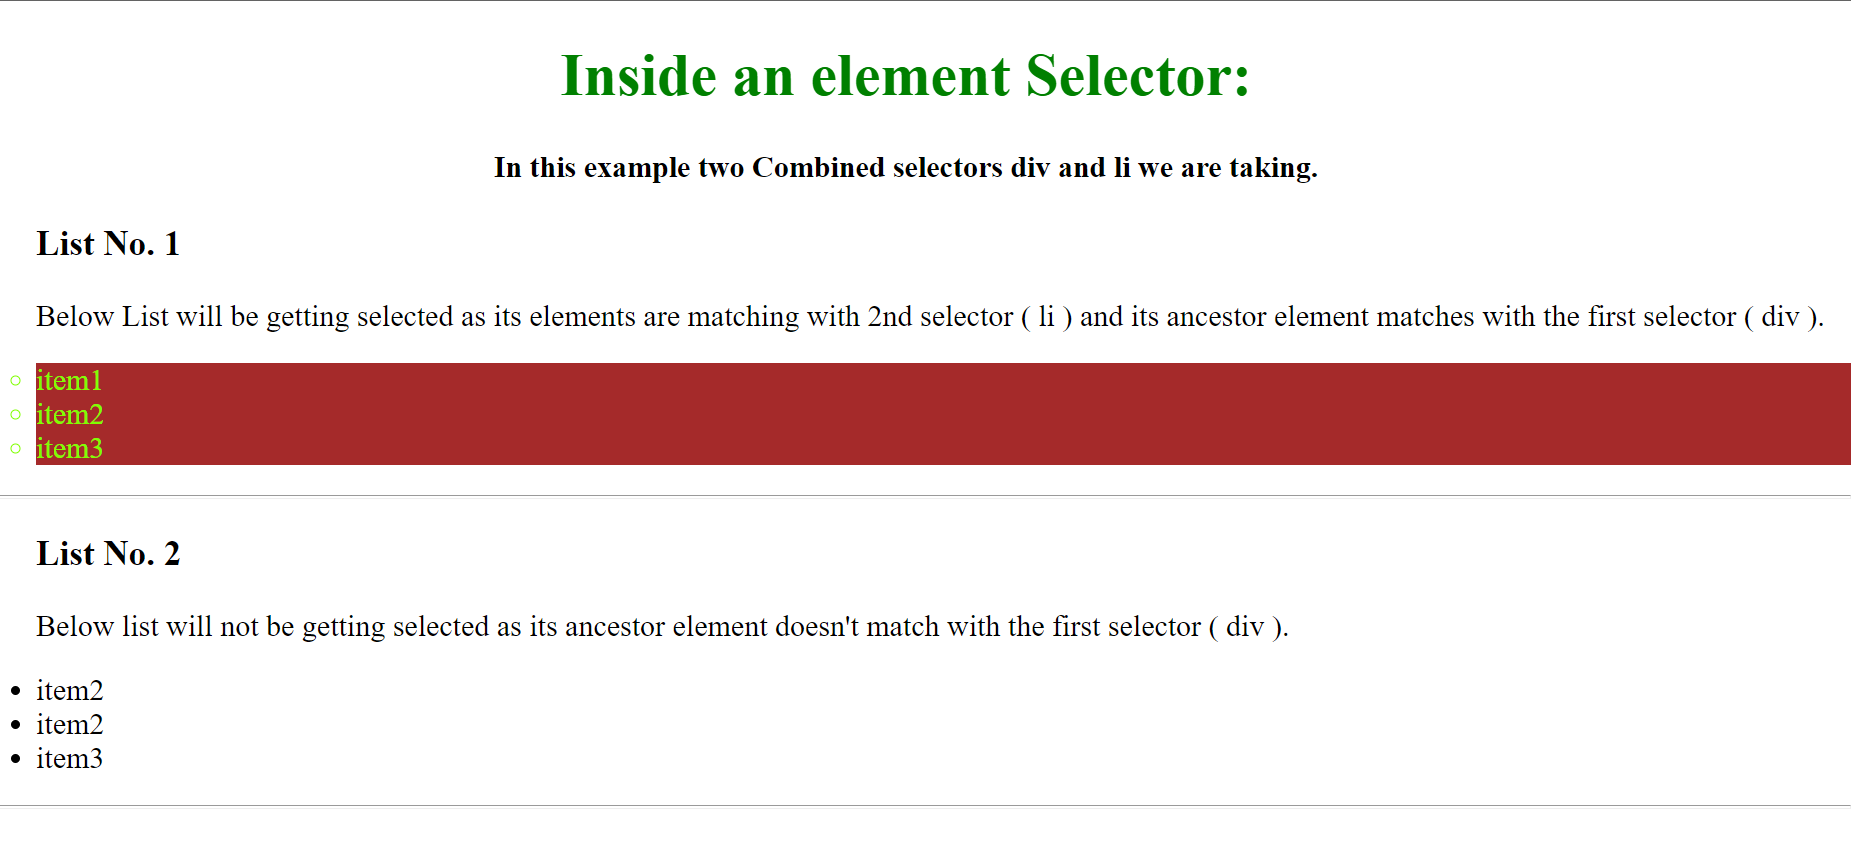 Inside an element Selector:
In this example two Combined selectors div and li we are taking.
List No. 1
Below List will be getting selected as its elements are matching with 2nd selector ( li ) and its ancestor element matches with the first selector ( div ).
item1
item2
item3
List No. 2
Below list will not be getting selected as its ancestor element doesn't match with the first selector ( div ).
item2
item2
item3